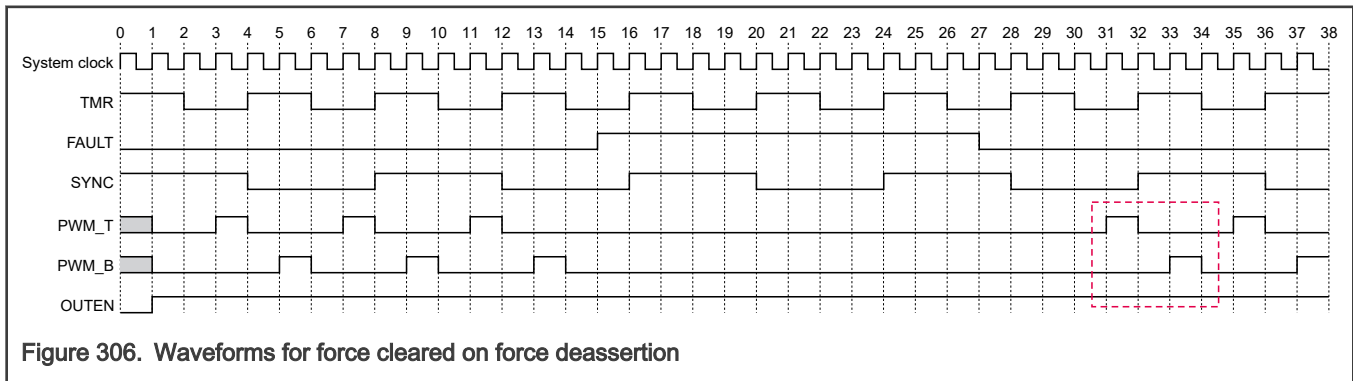 0 1 2 3 4 5 6 7 8 9 10 11 12 13 14 15 16 17 18 19 20 21 22 23 24 25 26 27 28 29 30 31 32 33 34 35 36 37 38
System clock
TMR
FAULT
SYNC
PWM_T
PWM_B
OUTEN
Figure 306. Waveforms for force cleared on force deassertion